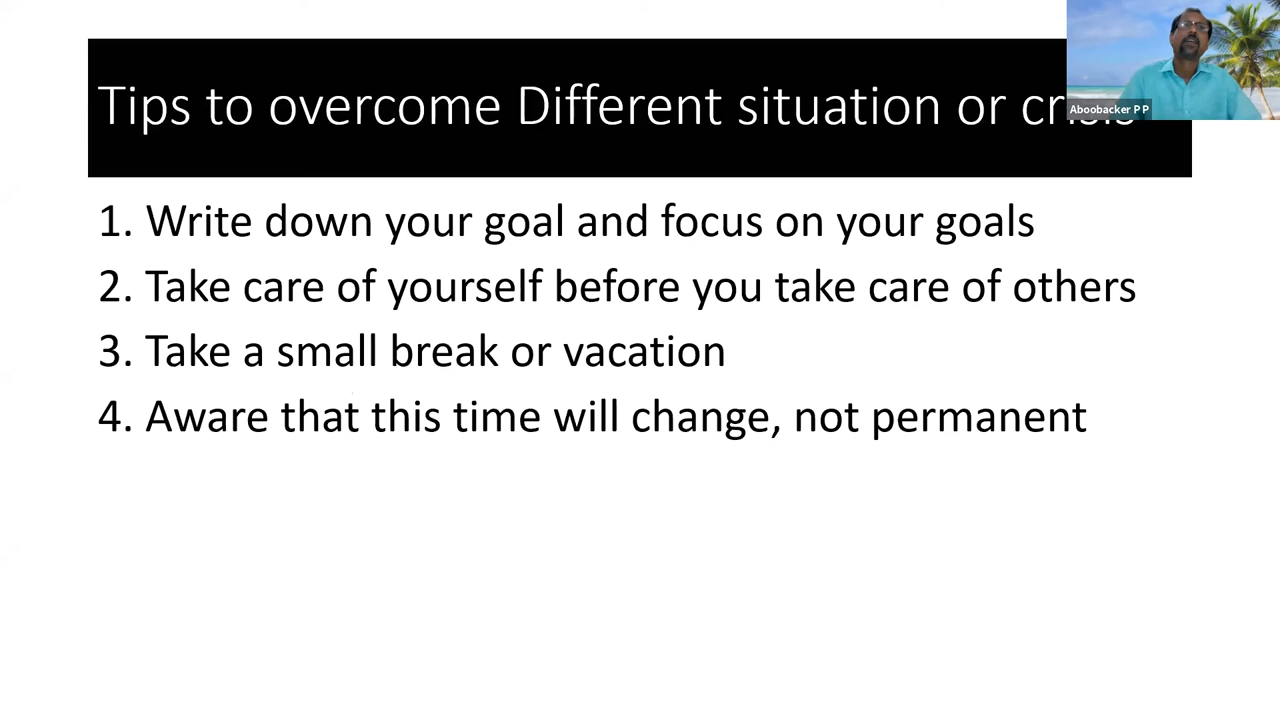 Tips to overcome Different situation or crisis
Aboobacker P P
1. Write down your goal and focus on your goals
2. Take care of yourself before you take care of others
3. Take a small break or vacation
4. Aware that this time will change, not permanent